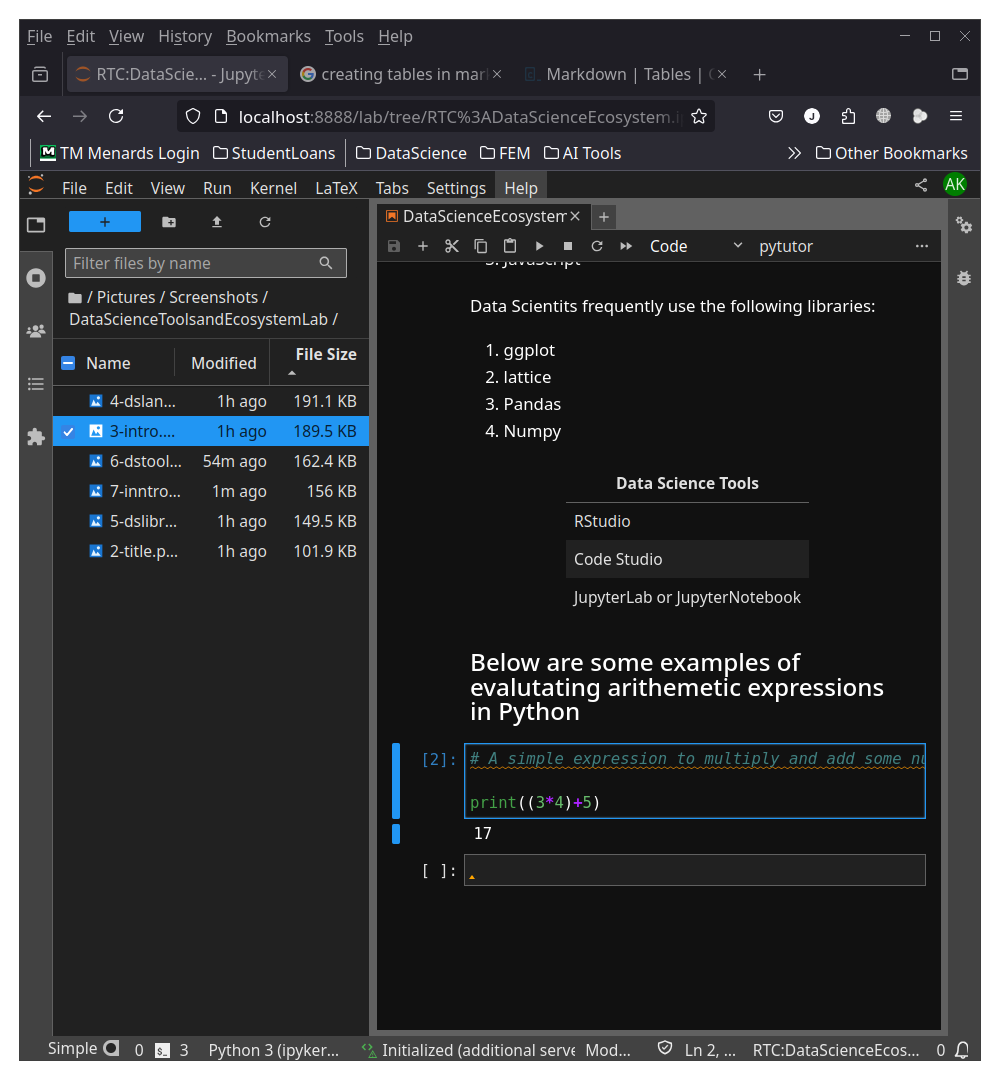 File Edit View History Bookmarks Tools Help
RTC:DataScie... - Jupyte
creating tables in mar
Markdown | Tables |
localhost:8888/lab/tree/RTC%3ADataScienceEcosystem.i
TM Menards Login StudentLoans DataScience FEM AI Tools Other Bookmarks
File Edit View Run Kernel LaTeX Tabs Settings Help AK
DataScienceEcosystem
Code pytutor
Filter files by name
/ Pictures / Screenshots /
DataScienceToolsandEcosystemLab /
Name Modified File Size
4-dslan... 1h ago 191.1 KB
3-intro.... 1h ago 189.5 KB
6-dstool... 54m ago 162.4 KB
7-inntro... 1m ago 156 KB
5-dslibr... 1h ago 149.5 KB
2-title.p... 1h ago 101.9 KB
3. JavaScript
Data Scientits frequently use the following libraries:
1. ggplot
2. lattice
3. Pandas
4. Numpy
Data Science Tools
RStudio
Code Studio
JupyterLab or JupyterNotebook
Below are some examples of
evalutating arithemetic expressions
in Python
[2]: # A simple expression to multiply and add some nu
print((3*4)+5)
17
[ ]:
Simple 0 3 Python 3 (ipyker... Initialized (additional serve Mod... Ln 2, ... RTC:DataScienceEcos... 0